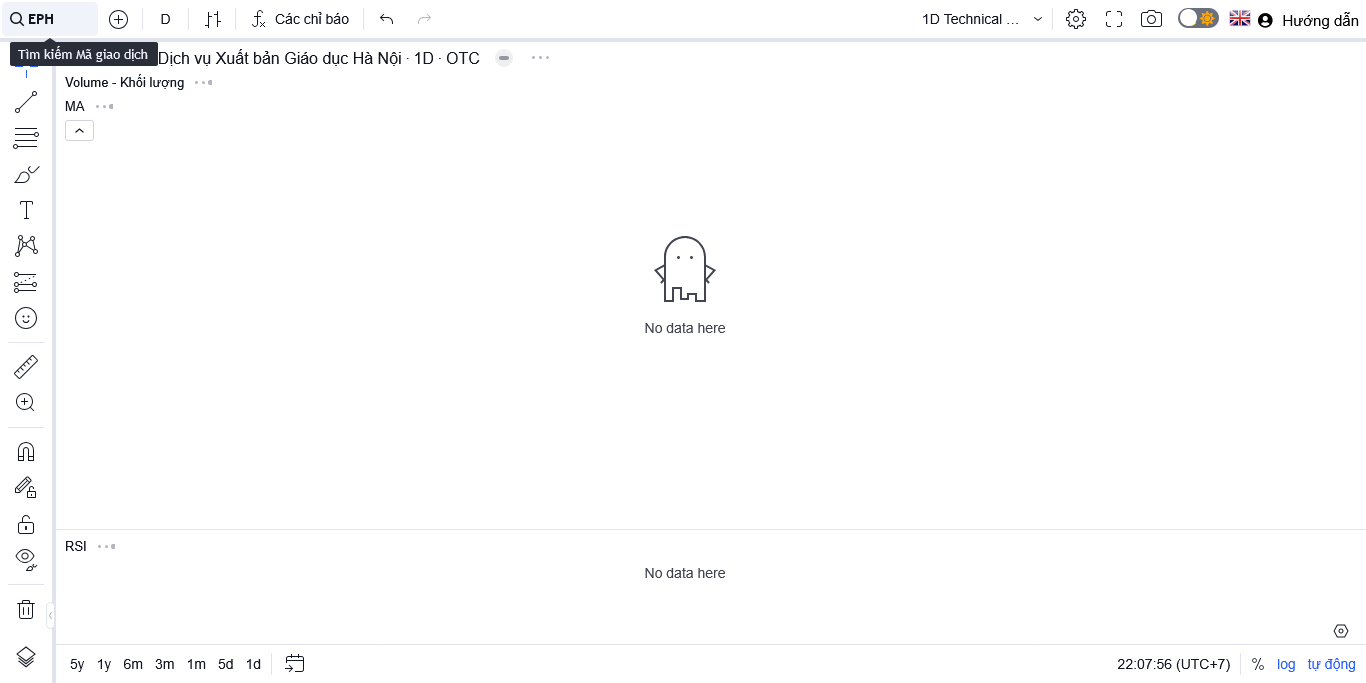 EPH D Các chỉ báo 1D Technical ... Hướng dẫn
Tìm kiếm Mã giao dịch
Dịch vụ Xuất bản Giáo dục Hà Nội · 1D · OTC
Volume - Khối lượng
MA
No data here
RSI
No data here
5y 1y 6m 3m 1m 5d 1d 22:07:56 (UTC+7) % log tự động